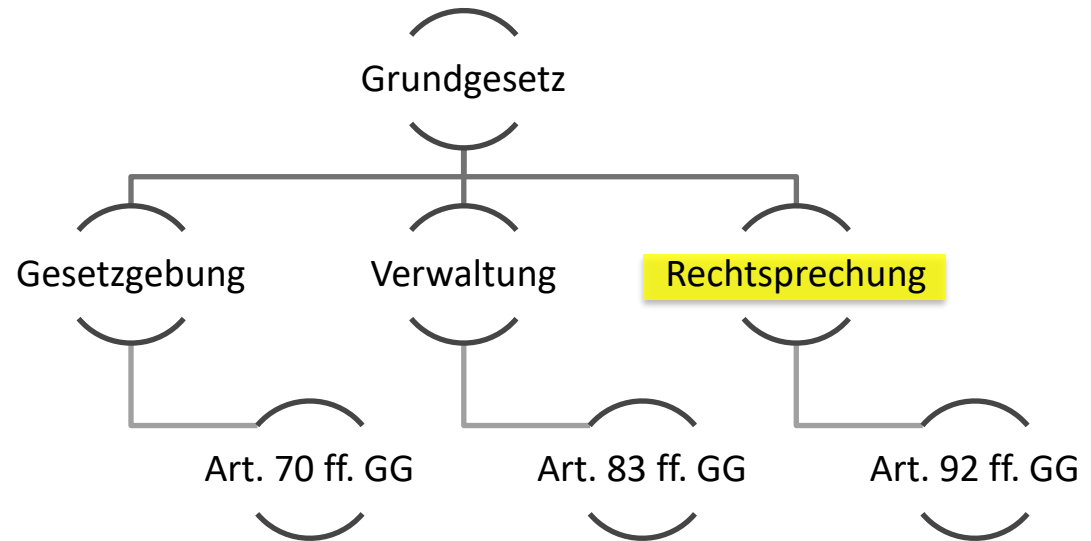 Grundgesetz
Gesetzgebung
Verwaltung
Rechtsprechung
Art. 70 ff. GG
Art. 83 ff. GG
Art. 92 ff. GG